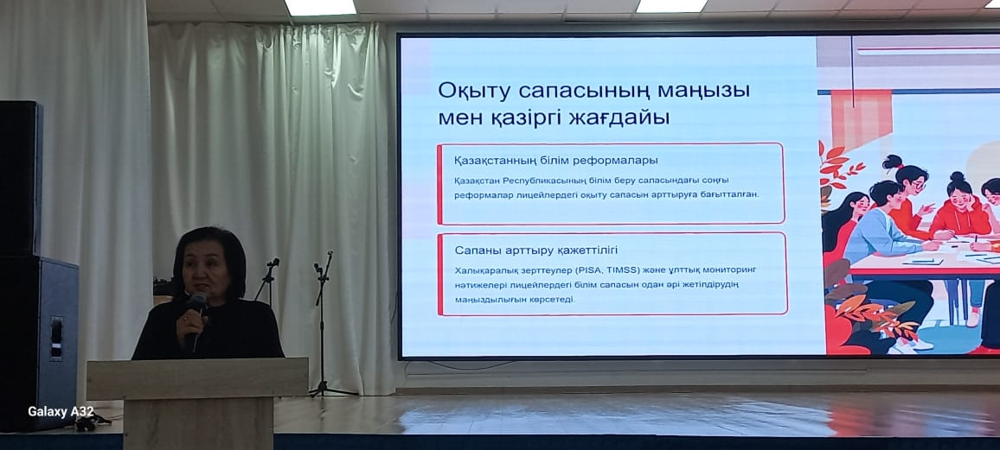 Оқыту сапасының маңызы
мен қазіргі жағдайы
Қазақстанның білім реформалары
Қазақстан Республикасының білім беру саласындағы соңғы
реформалар лицейлердегі оқыту сапасын арттыруға бағытталған.
Сапаны арттыру қажеттілігі
Халықаралық зерттеулер (PISA, TIMSS) және ұлттық мониторинг
нәтижелері лицейлердегі білім сапасын одан әрі жетілдірудің
маңыздылығын көрсетеді.
Galaxy A32